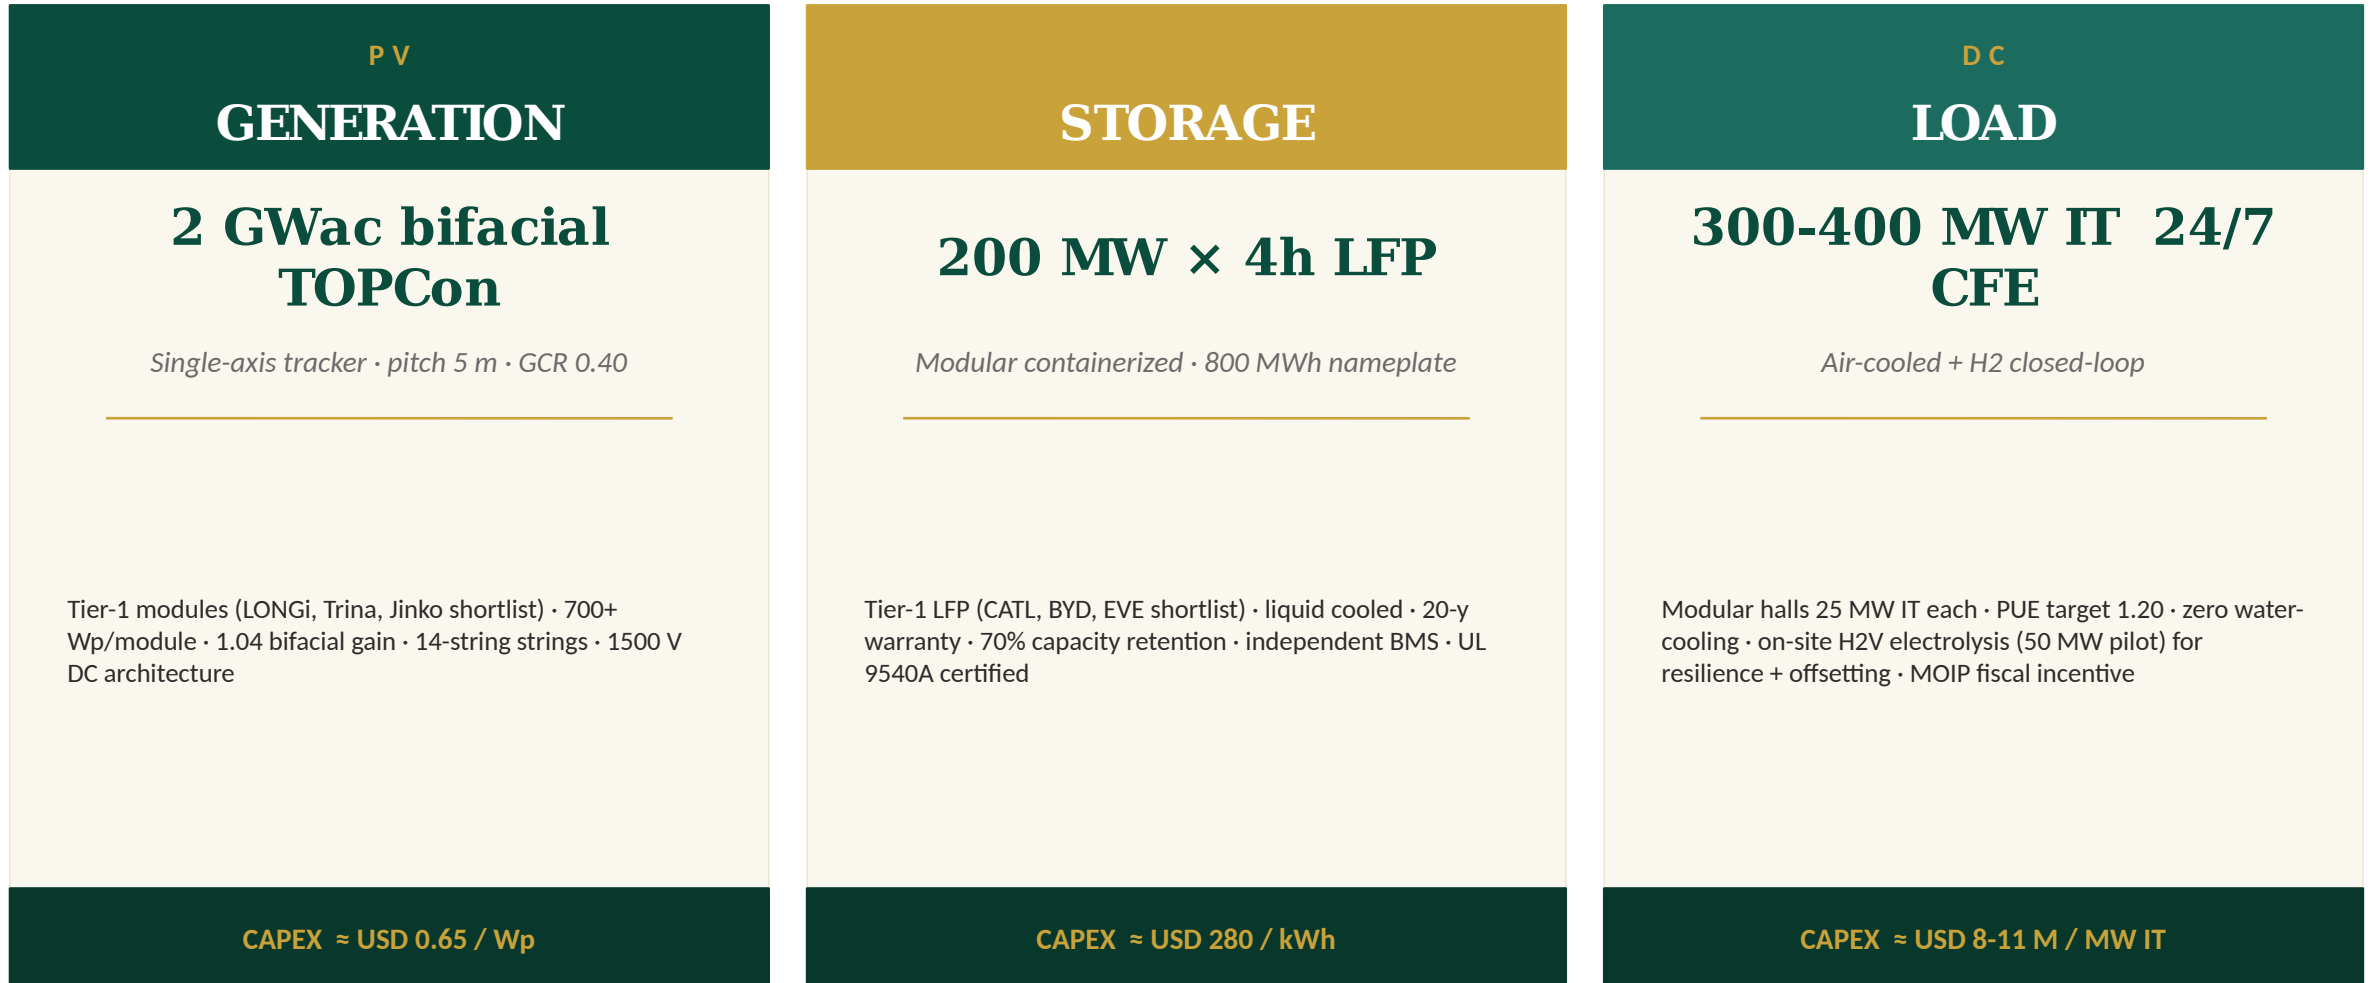 PV
GENERATION
2 GWac bifacial
TOPCon
Single-axis tracker · pitch 5 m · GCR 0.40
Tier-1 modules (LONGi, Trina, Jinko shortlist) · 700+
Wp/module · 1.04 bifacial gain · 14-string strings · 1500 V
DC architecture
CAPEX ≈ USD 0.65 / Wp
STORAGE
200 MW × 4h LFP
Modular containerized · 800 MWh nameplate
Tier-1 LFP (CATL, BYD, EVE shortlist) · liquid cooled · 20-y
warranty · 70% capacity retention · independent BMS · UL
9540A certified
CAPEX ≈ USD 280 / kWh
DC
LOAD
300-400 MW IT 24/7
CFE
Air-cooled + H2 closed-loop
Modular halls 25 MW IT each · PUE target 1.20 · zero water-
cooling · on-site H2V electrolysis (50 MW pilot) for
resilience + offsetting · MOIP fiscal incentive
CAPEX ≈ USD 8-11 M / MW IT